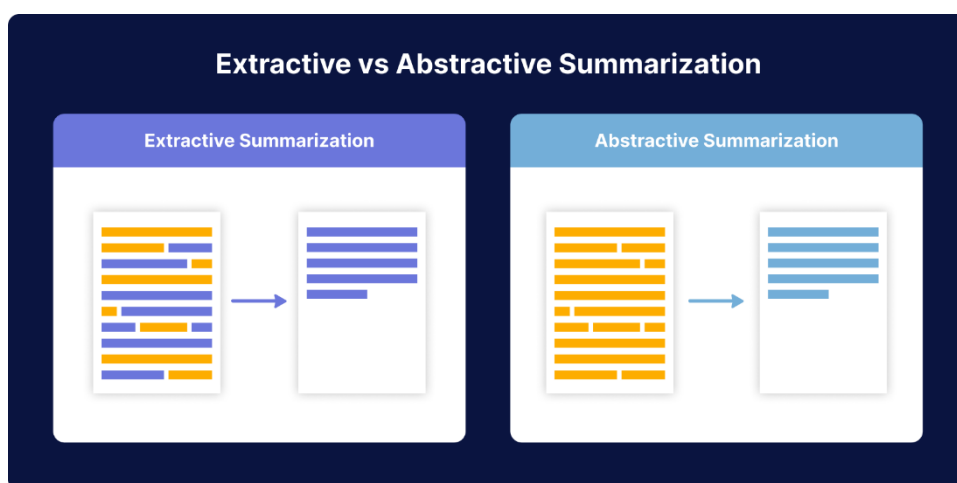 Extractive vs Abstractive Summarization
Extractive Summarization
Abstractive Summarization